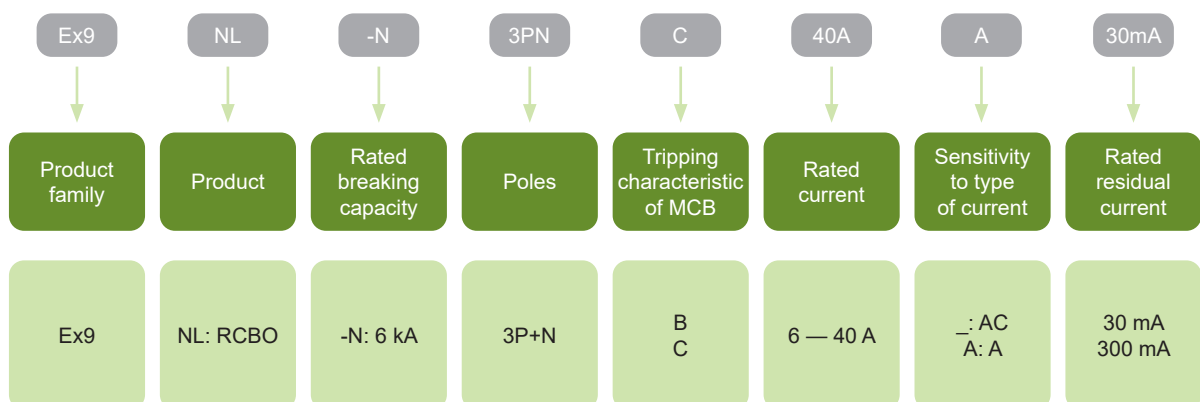 Ex9 NL -N 3PN C 40A A 30mA
Product family
Product
Rated breaking capacity
Poles
Tripping characteristic of MCB
Rated current
Sensitivity to type of current
Rated residual current
Ex9
NL: RCBO
-N: 6 kA
3P+N
B
C
6 — 40 A
_: AC
A: A
30 mA
300 mA